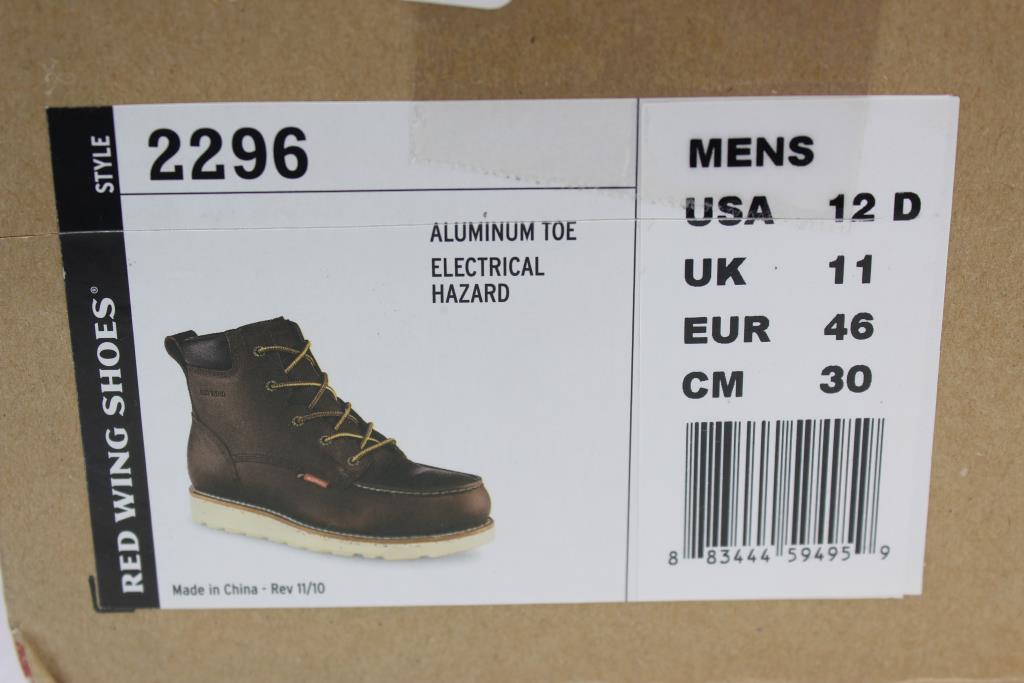 STYLE
2296
RED WING SHOES®
ALUMINUM TOE
ELECTRICAL
HAZARD
Made in China - Rev 11/10
MENS
USA 12 D
UK 11
EUR 46
CM 30
8 83444 59495 9